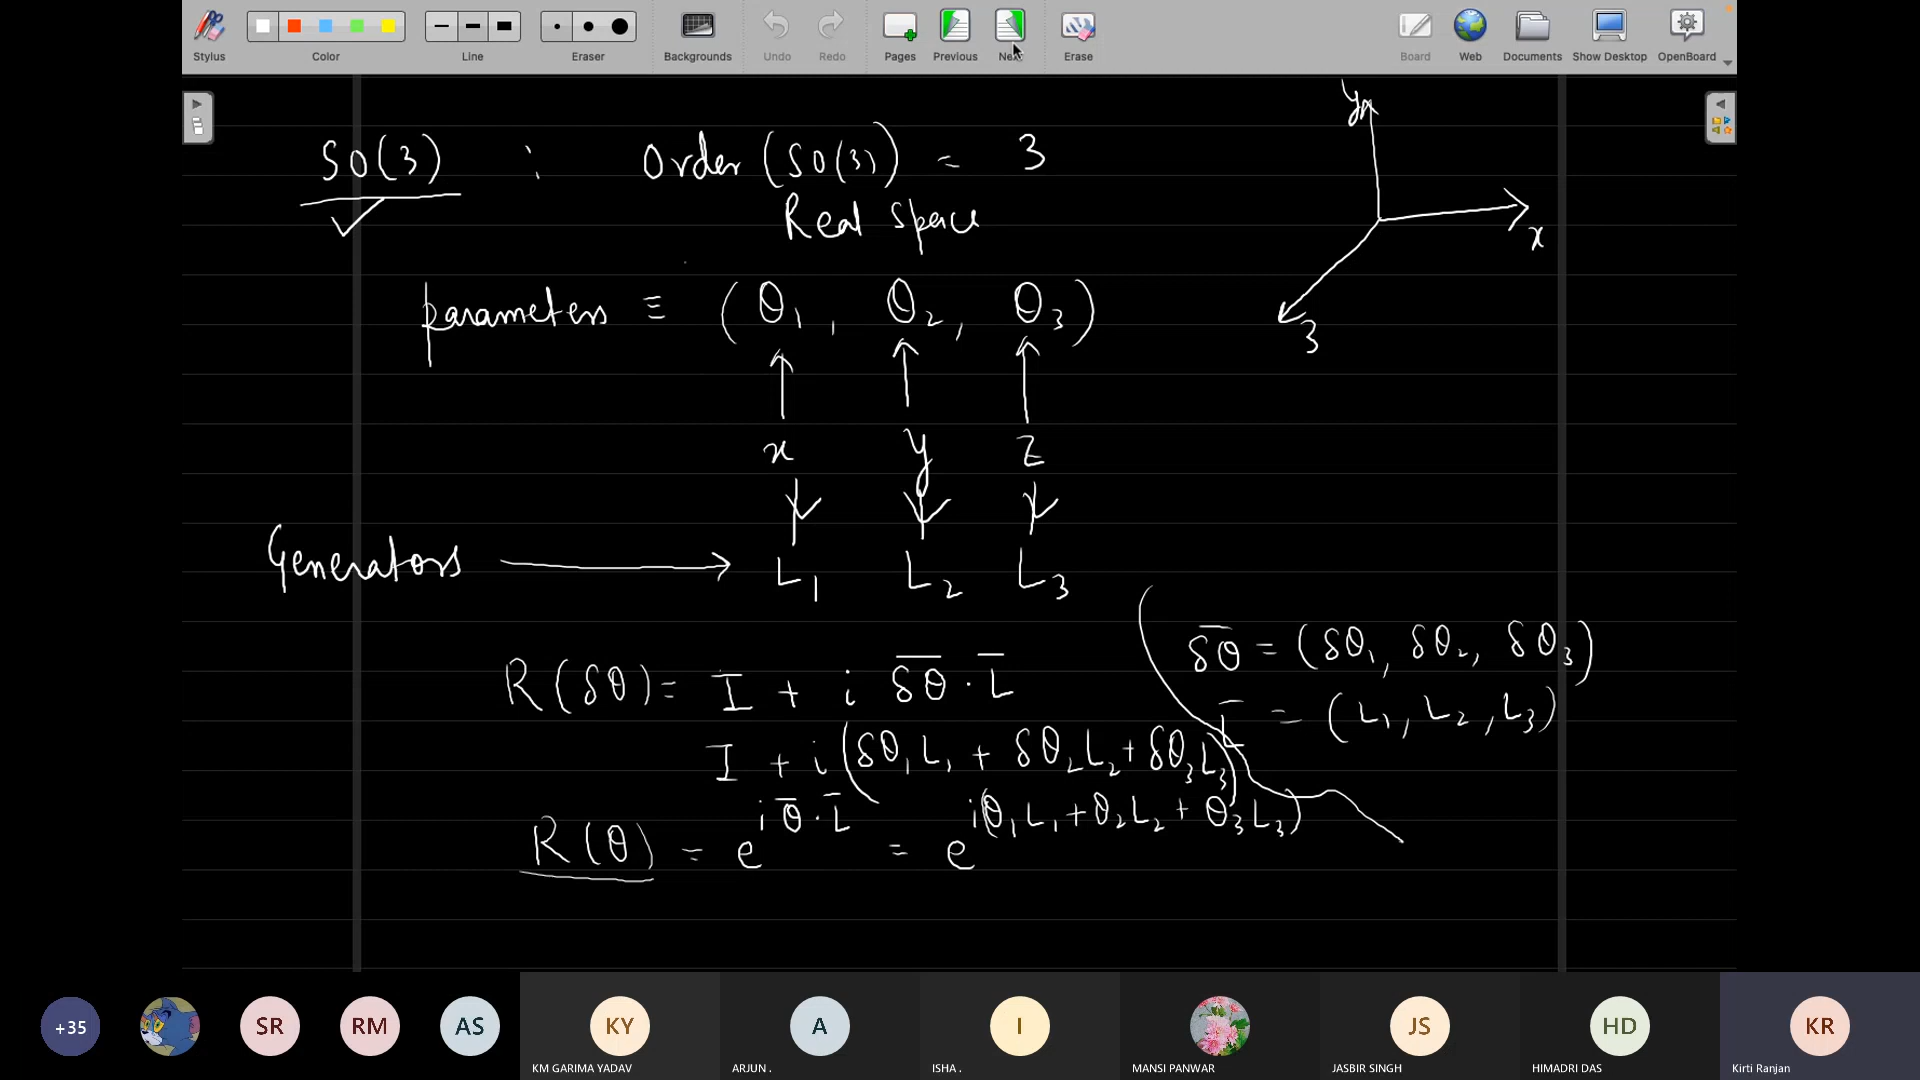 Stylus Color Line Eraser Backgrounds Undo Redo Pages Previous Next Erase Board Web Documents Show Desktop OpenBoard
SO(3) : Order (SO(3)) = 3
Real space
y
x
3
parameters ≡ (θ₁, θ₂, θ₃)
x y z
Generators → L₁ L₂ L₃
δθ̅ = (δθ₁, δθ₂, δθ₃)
L̅ = (L₁, L₂, L₃)
R(δθ) = I + i δθ̅ · L̅
I + i(δθ₁L₁ + δθ₂L₂ + δθ₃L₃)
R(θ) = e^{i θ̅·L̅} = e^{i(θ₁L₁ + θ₂L₂ + θ₃L₃)}
+35 SR RM AS KY A I JS HD KR
KM GARIMA YADAV ARJUN . ISHA . MANSI PANWAR JASBIR SINGH HIMADRI DAS Kirti Ranjan